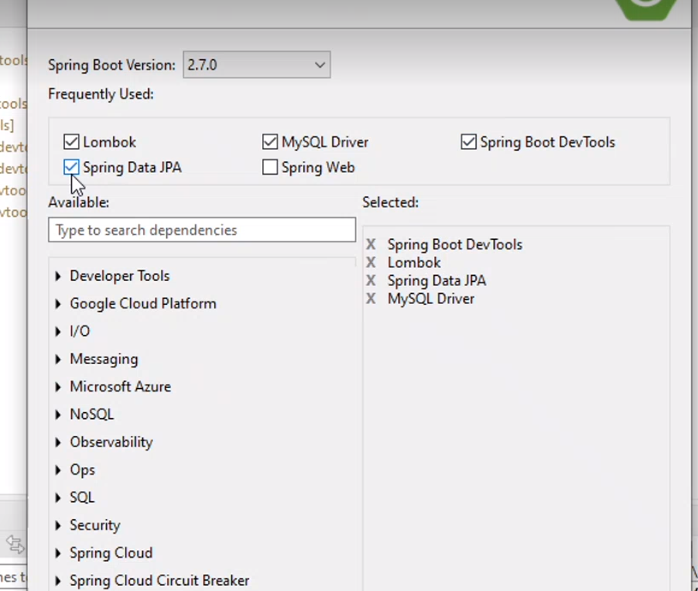 tools
Spring Boot Version: 2.7.0
Frequently Used:
tools
ls]
Lombok MySQL Driver Spring Boot DevTools
devte
Spring Data JPA Spring Web
devte
vtoo
Available: Selected:
vtoo
Type to search dependencies
X Spring Boot DevTools
X Lombok
Developer Tools
X Spring Data JPA
X MySQL Driver
Google Cloud Platform
I/O
Messaging
Microsoft Azure
NoSQL
Observability
Ops
SQL
Security
Spring Cloud
nes to
Spring Cloud Circuit Breaker